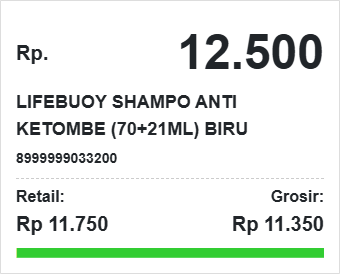 Rp. 12.500
LIFEBUOY SHAMPO ANTI
KETOMBE (70+21ML) BIRU
8999999033200
Retail: Grosir:
Rp 11.750 Rp 11.350